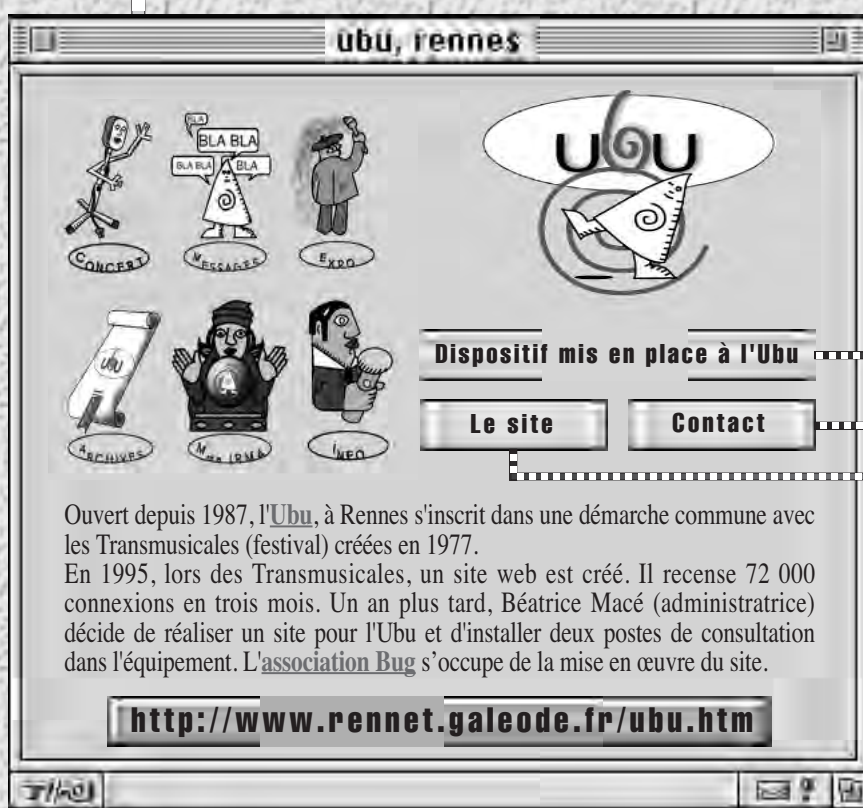 ubu, rennes
BLA
BLA BLA
BLA BLA
BLA
CONCERT
MESSAGES
EXPO
UbU
UbU
ARCHIVES
Mme IRMA
INFO
Dispositif mis en place à l'Ubu
Le site
Contact
Ouvert depuis 1987, l'Ubu, à Rennes s'inscrit dans une démarche commune avec
les Transmusicales (festival) créées en 1977.
En 1995, lors des Transmusicales, un site web est créé. Il recense 72 000
connexions en trois mois. Un an plus tard, Béatrice Macé (administratrice)
décide de réaliser un site pour l'Ubu et d'installer deux postes de consultation
dans l'équipement. L'association Bug s’occupe de la mise en œuvre du site.
http://www.rennet.galeode.fr/ubu.htm